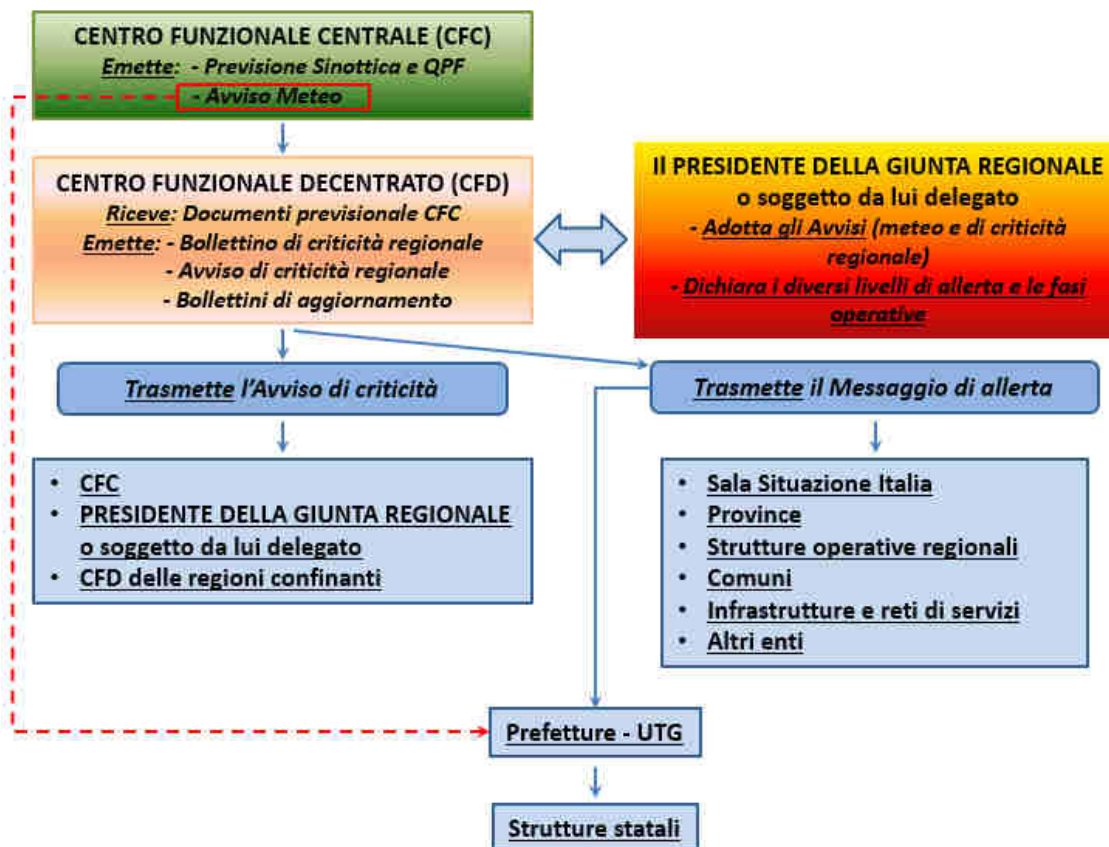 CENTRO FUNZIONALE CENTRALE (CFC)
Emette: - Previsione Sinottica e QPF
- Avviso Meteo
CENTRO FUNZIONALE DECENTRATO (CFD)
Riceve: Documenti previsionale CFC
Emette: - Bollettino di criticità regionale
- Avviso di criticità regionale
- Bollettini di aggiornamento
Il PRESIDENTE DELLA GIUNTA REGIONALE
o soggetto da lui delegato
- Adotta gli Avvisi (meteo e di criticità
regionale)
- Dichiara i diversi livelli di allerta e le fasi
operative
Trasmette l'Avviso di criticità
Trasmette il Messaggio di allerta
• CFC
• PRESIDENTE DELLA GIUNTA REGIONALE
o soggetto da lui delegato
• CFD delle regioni confinanti
• Sala Situazione Italia
• Province
• Strutture operative regionali
• Comuni
• Infrastrutture e reti di servizi
• Altri enti
Prefetture - UTG
Strutture statali